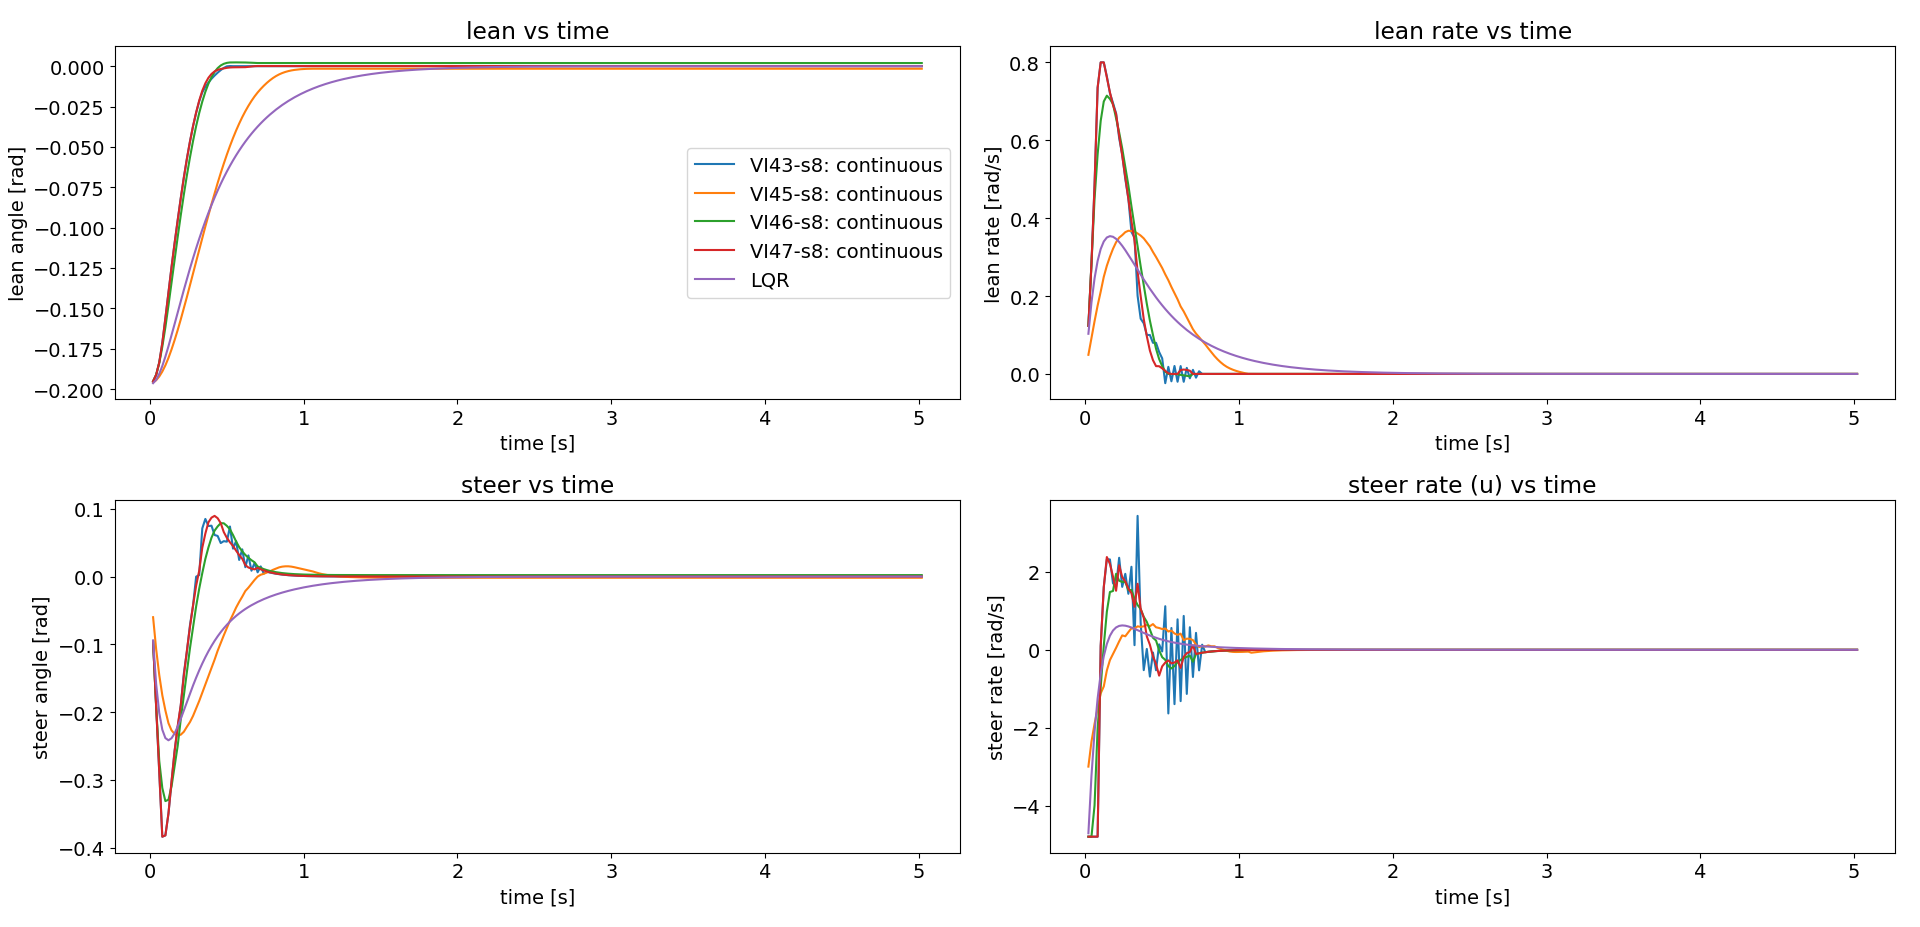 lean vs time
lean angle [rad]
0.000
−0.025
−0.050
−0.075
−0.100
−0.125
−0.150
−0.175
−0.200
VI43-s8: continuous
VI45-s8: continuous
VI46-s8: continuous
VI47-s8: continuous
LQR
0 1 2 3 4 5
time [s]
lean rate vs time
lean rate [rad/s]
0.8
0.6
0.4
0.2
0.0
0 1 2 3 4 5
time [s]
steer vs time
steer angle [rad]
0.1
0.0
−0.1
−0.2
−0.3
−0.4
0 1 2 3 4 5
time [s]
steer rate (u) vs time
steer rate [rad/s]
2
0
−2
−4
0 1 2 3 4 5
time [s]